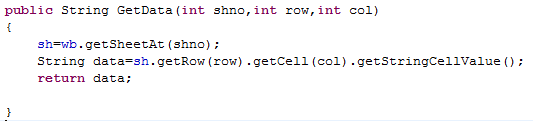 public String GetData(int shno,int row,int col)
{
sh=wb.getSheetAt(shno);
String data=sh.getRow(row).getCell(col).getStringCellValue();
return data;
}